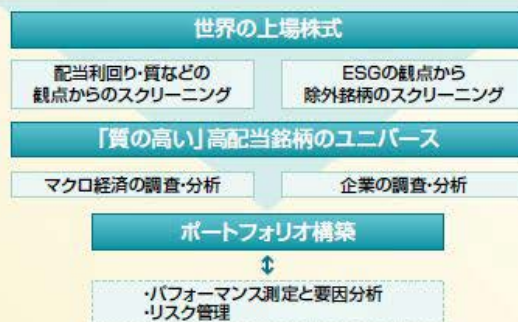 世界の上場株式
配当利回り・質などの
観点からのスクリーニング
ESGの観点から
除外銘柄のスクリーニング
「質の高い」高配当銘柄のユニバース
マクロ経済の調査・分析
企業の調査・分析
ポートフォリオ構築
・パフォーマンス測定と要因分析
・リスク管理